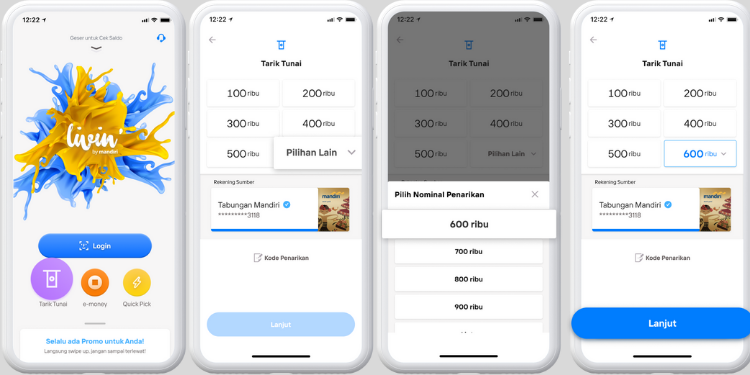 12:22
Geser untuk Cek Saldo
livin'
by mandiri
Login
Tarik Tunai
e-money
Quick Pick
Selalu ada Promo untuk Anda!
Langsung swipe up, jangan sampai terlewat!
12:22
Tarik Tunai
100 ribu
200 ribu
300 ribu
400 ribu
500 ribu
Pilihan Lain
Rekening Sumber
Tabungan Mandiri
*********3118
mandiri
Kode Penarikan
Lanjut
12:22
Tarik Tunai
100 ribu
200 ribu
300 ribu
400 ribu
500 ribu
Pilihan Lain
Pilih Nominal Penarikan
600 ribu
700 ribu
800 ribu
900 ribu
12:22
Tarik Tunai
100 ribu
200 ribu
300 ribu
400 ribu
500 ribu
600 ribu
Rekening Sumber
Tabungan Mandiri
*********3118
mandiri
Kode Penarikan
Lanjut